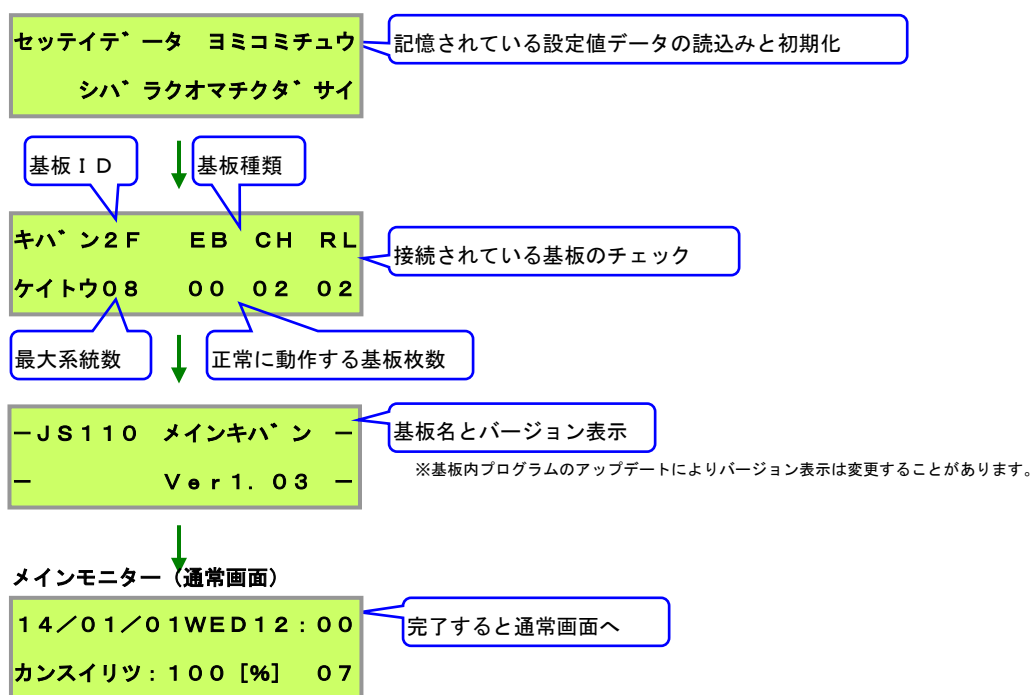 セッテイデータ　ヨミコミチュウ
シバラクオマチクダサイ
記憶されている設定値データの読込みと初期化
基板ＩＤ
基板種類
キバン２Ｆ　ＥＢ　ＣＨ　ＲＬ
ケイトウ０８　００　０２　０２
接続されている基板のチェック
最大系統数
正常に動作する基板枚数
－ＪＳ１１０　メインキバン　－
－　Ｖｅｒ１．０３　－
基板名とバージョン表示
※基板内プログラムのアップデートによりバージョン表示は変更することがあります。
メインモニター（通常画面）
１４／０１／０１ＷＥＤ１２：００
カンスイリツ：１００［％］　０７
完了すると通常画面へ